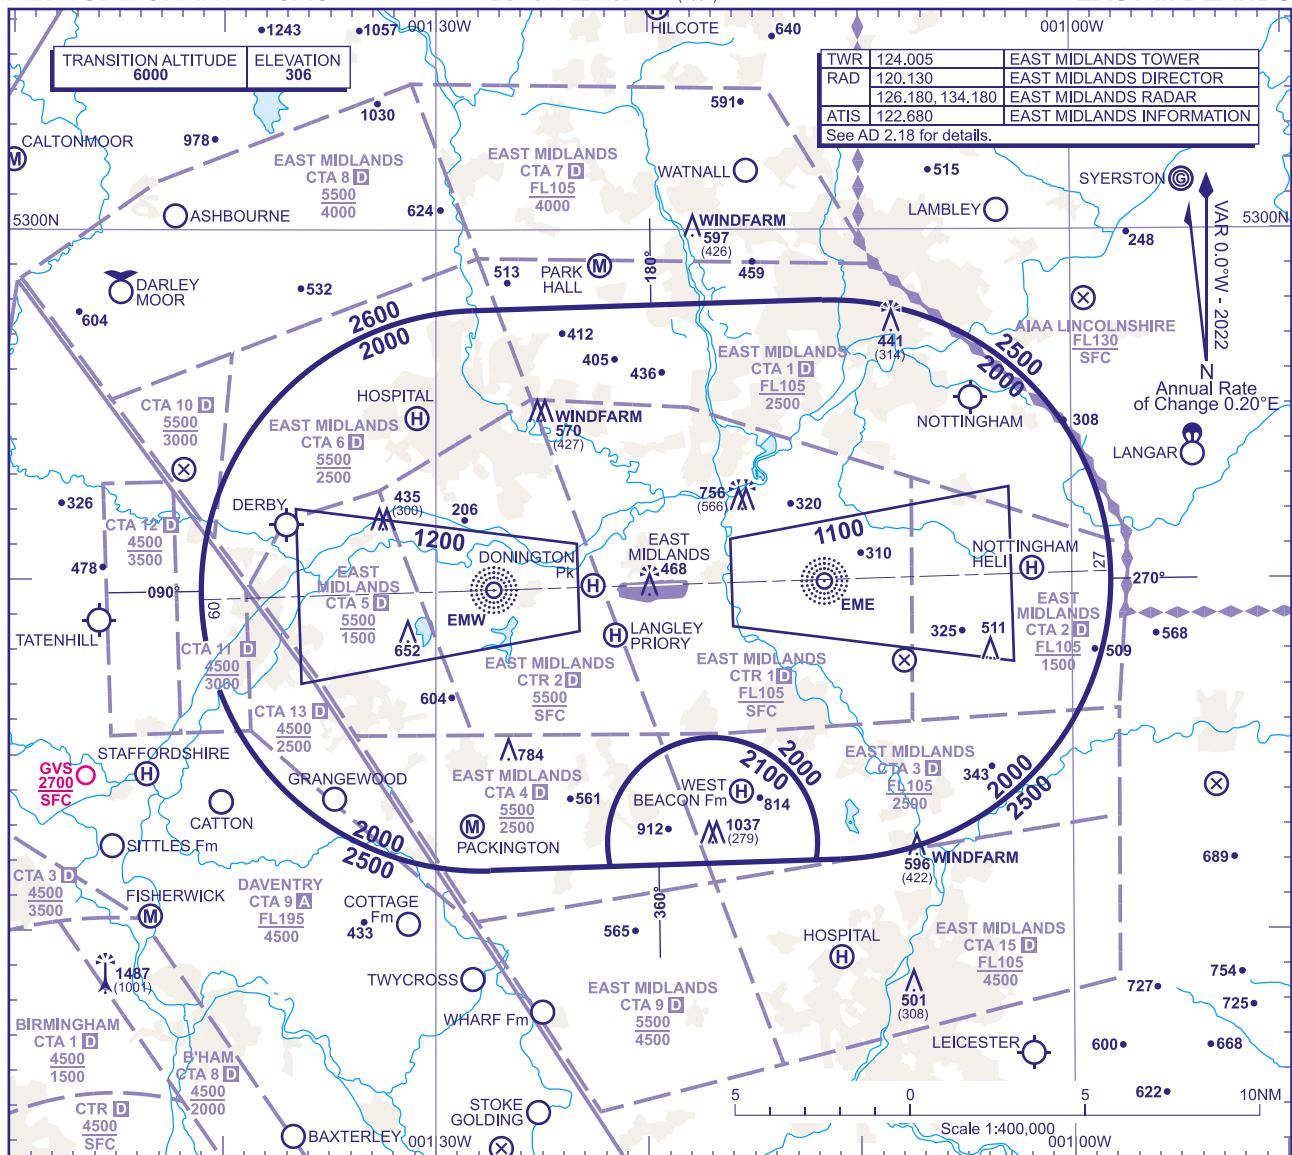 001'30W
HILCOTE
001'00W
1243
1057
640
TRANSITION ALTITUDE
6000
ELEVATION
306
TWR 124.005 EAST MIDLANDS TOWER
RAD 120.130 EAST MIDLANDS DIRECTOR
126.180, 134.180 EAST MIDLANDS RADAR
ATIS 122.680 EAST MIDLANDS INFORMATION
See AD 2.18 for details.
1030
591
978
CALTONMOOR
M
EAST MIDLANDS
CTA 8 D
5500
4000
EAST MIDLANDS
CTA 7 D
FL105
4000
WATNALL
515
SYERSTON
G
ASHBOURNE
624
LAMBLEY
5300N
5300N
WINDFARM
597
(426)
248
VAR 0.0°W - 2022
N
Annual Rate
of Change 0.20°E
DARLEY
MOOR
604
532
513
PARK
HALL
M
180°
459
2600
2000
412
405
436
441
(314)
AIAA LINCOLNSHIRE
FL130
SFC
2500
2000
EAST MIDLANDS
CTA 1 D
FL105
2500
CTA 10 D
5500
3000
HOSPITAL
H
EAST MIDLANDS
CTA 6 D
5500
2500
WINDFARM
570
(427)
NOTTINGHAM
308
LANGAR
326
DERBY
435
(300)
206
756
(566)
320
CTA 12 D
4500
3500
1200
1100
310
478
DONINGTON
Pk
H
EAST
MIDLANDS
468
NOTTINGHAM
HELI
H
EAST
MIDLANDS
CTA 5 D
5500
1500
090°
09
27
270°
EMW
EME
TATENHILL
652
H
LANGLEY
PRIORY
325
511
EAST
MIDLANDS
CTA 2 D
FL105
1500
568
509
CTA 11 D
4500
3000
EAST MIDLANDS
CTR 2 D
5500
SFC
EAST MIDLANDS
CTR 1 D
FL105
SFC
604
CTA 13 D
4500
2500
STAFFORDSHIRE
H
784
GVS
2700
SFC
GRANGEWOOD
EAST MIDLANDS
CTA 4 D
5500
2500
561
WEST
BEACON Fm
H
2000
2100
814
EAST MIDLANDS
CTA 3 D
FL105
2500
343
2000
2500
CATTON
912
1037
(279)
M
PACKINGTON
SITTLES Fm
2000
2500
596
(422)
WINDFARM
689
CTA 3 D
4500
3500
FISHERWICK
M
DAVENTRY
CTA 9 A
FL195
4500
COTTAGE
Fm
433
360°
565
HOSPITAL
H
EAST MIDLANDS
CTA 15 D
FL105
4500
1487
(1001)
TWYCROSS
EAST MIDLANDS
CTA 9 D
5500
4500
501
(308)
754
727
725
BIRMINGHAM
CTA 1 D
4500
1500
WHARF Fm
B'HAM
CTA 8 D
4500
2000
LEICESTER
600
668
622
CTR D
4500
SFC
STOKE
GOLDING
5 0 5 10NM
Scale 1:400,000
BAXTERLEY
001'30W
001'00W